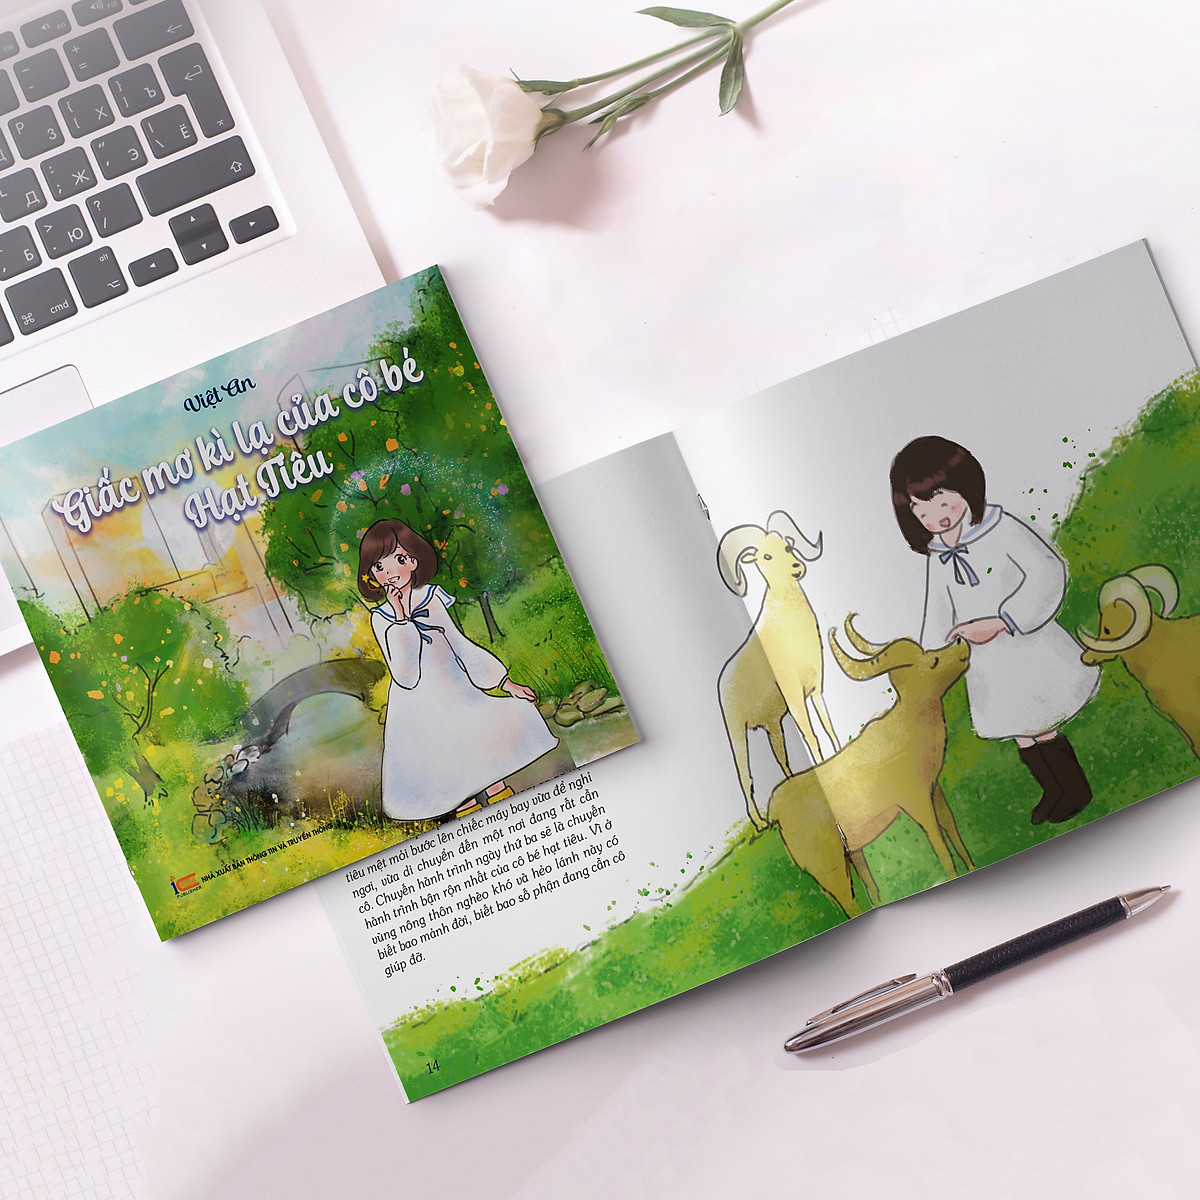 Việt An
Giấc mơ kì lạ của cô bé
Hạt Tiêu
iC
PUBLISHER
NHÀ XUẤT BẢN THÔNG TIN VÀ TRUYỀN THÔNG
tiêu mệt mỏi bước lên chiếc máy bay vừa để nghỉ
ngơi, vừa di chuyển đến một nơi đang rất cần
cô. Chuyến hành trình ngày thứ ba sẽ là chuyến
hành trình bận rộn nhất của cô bé hạt tiêu. Vì ở
vùng nông thôn nghèo khó và hẻo lánh này có
biết bao mảnh đời, biết bao số phận đang cần cô
giúp đỡ.
14
З Х Ъ
Ж Э Ё
Д
Б Ю
alt
cmd